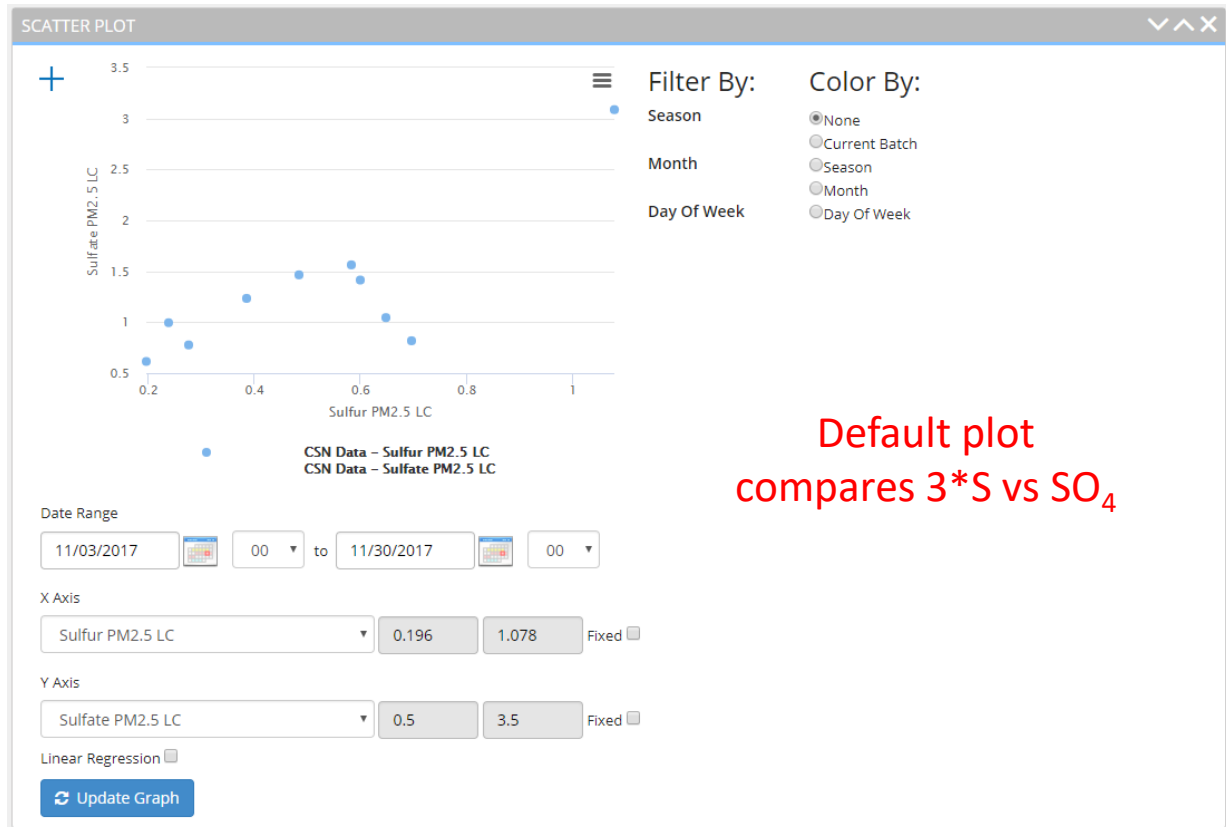 SCATTER PLOT
3.5
3
2.5
2
1.5
1
0.5
Sulfate PM2.5 LC
0.2 0.4 0.6 0.8 1
Sulfur PM2.5 LC
CSN Data – Sulfur PM2.5 LC
CSN Data – Sulfate PM2.5 LC
Filter By:
Season
Month
Day Of Week
Color By:
None
Current Batch
Season
Month
Day Of Week
Default plot
compares 3*S vs SO₄
Date Range
11/03/2017 00 to 11/30/2017 00
X Axis
Sulfur PM2.5 LC 0.196 1.078 Fixed
Y Axis
Sulfate PM2.5 LC 0.5 3.5 Fixed
Linear Regression
Update Graph